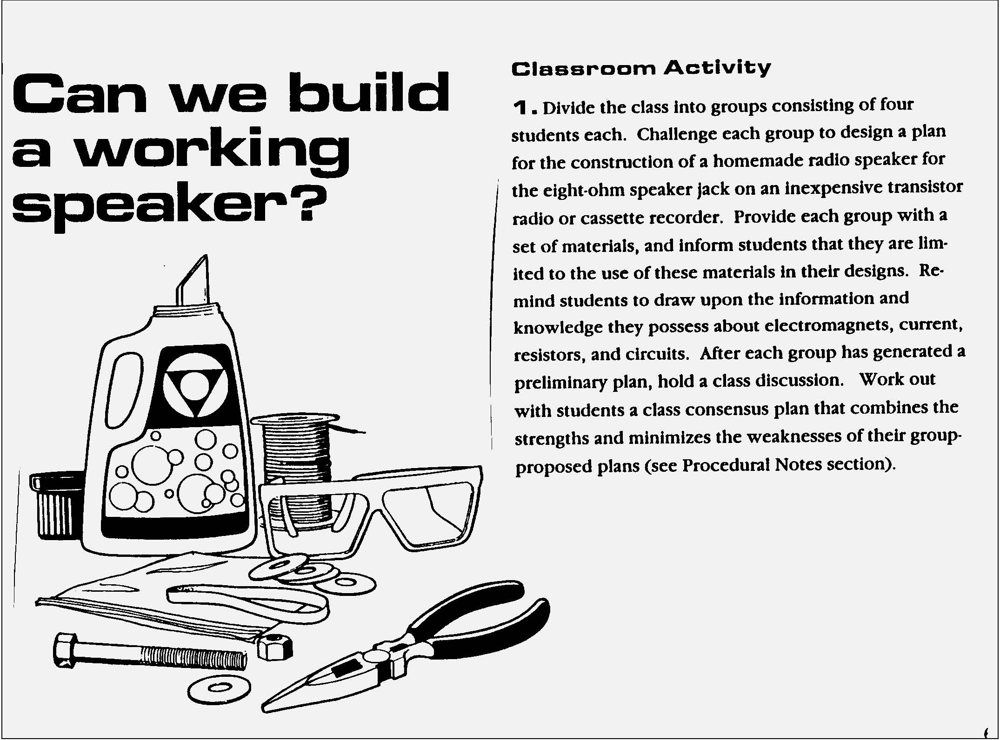 Can we build
a working
speaker?
Classroom Activity
1. Divide the class into groups consisting of four
students each. Challenge each group to design a plan
for the construction of a homemade radio speaker for
the eight-ohm speaker jack on an inexpensive transistor
radio or cassette recorder. Provide each group with a
set of materials, and inform students that they are lim-
ited to the use of these materials in their designs. Re-
mind students to draw upon the information and
knowledge they possess about electromagnets, current,
resistors, and circuits. After each group has generated a
preliminary plan, hold a class discussion. Work out
with students a class consensus plan that combines the
strengths and minimizes the weaknesses of their group-
proposed plans (see Procedural Notes section).